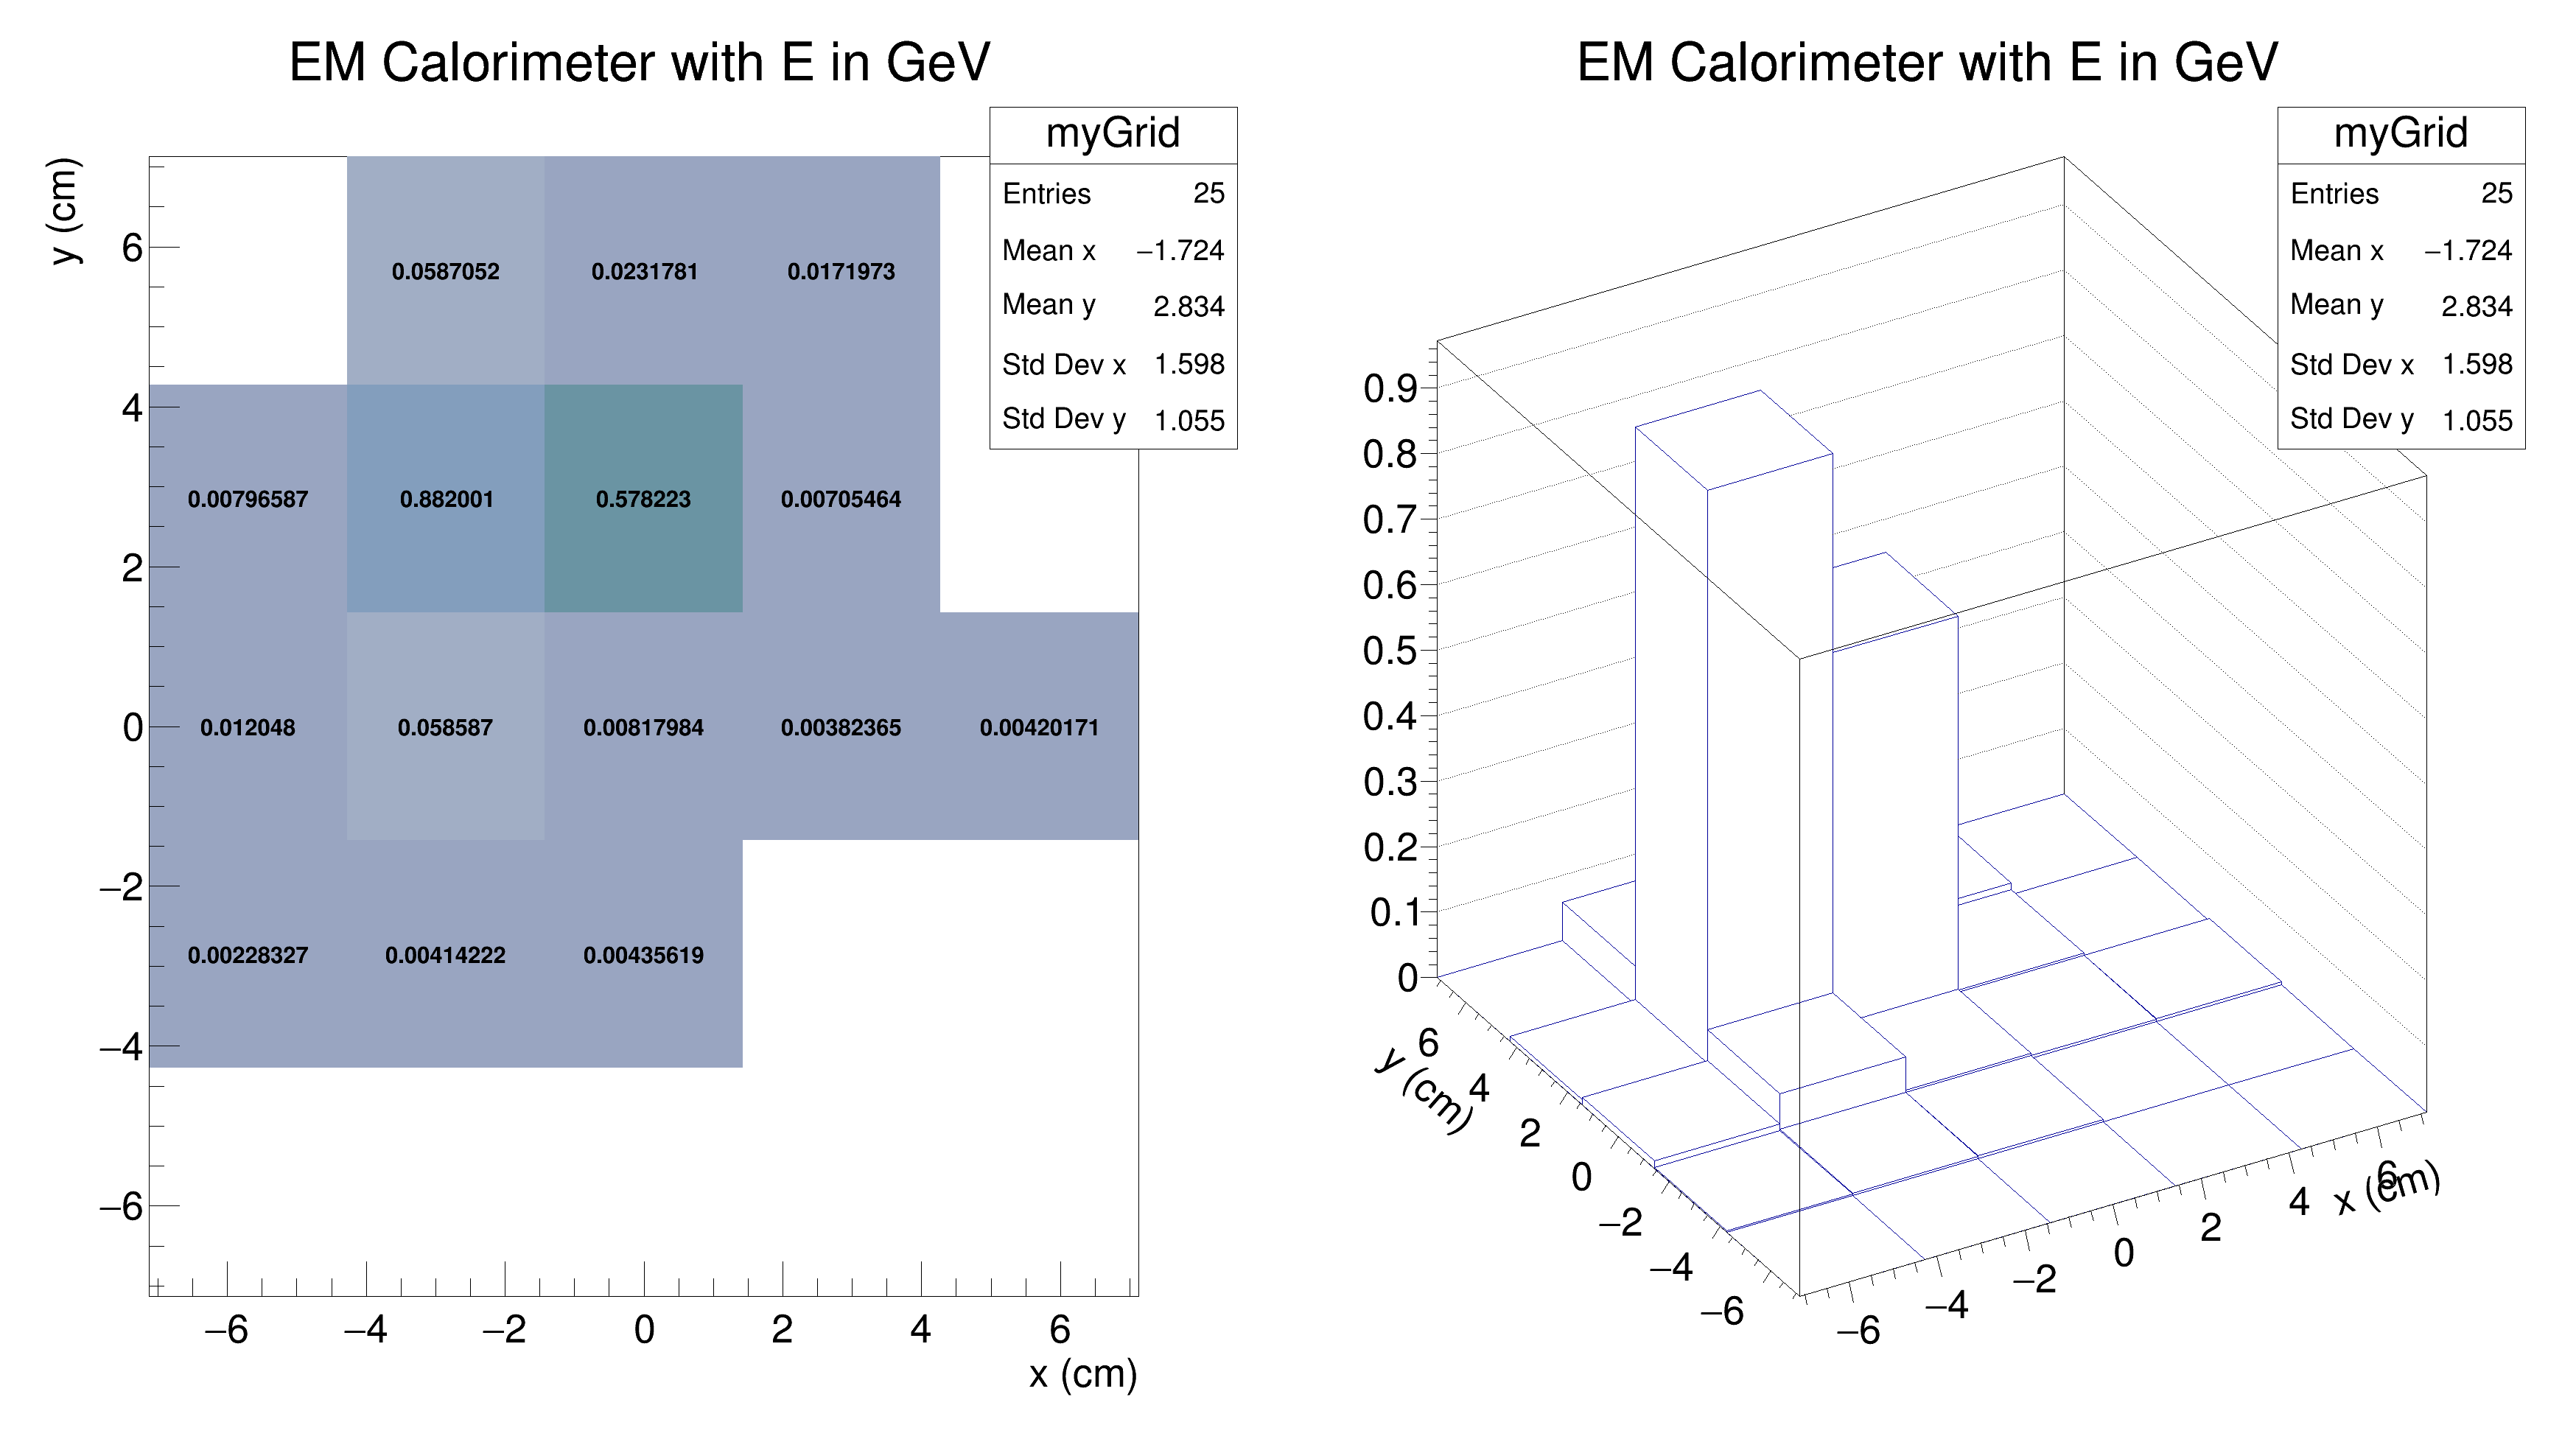 EM Calorimeter with E in GeV
myGrid
Entries 25
Mean x −1.724
Mean y 2.834
Std Dev x 1.598
Std Dev y 1.055
y (cm)
6
4
2
0
−2
−4
−6
0.0587052 0.0231781 0.0171973
0.00796587 0.882001 0.578223 0.00705464
0.012048 0.058587 0.00817984 0.00382365 0.00420171
0.00228327 0.00414222 0.00435619
−6 −4 −2 0 2 4 6
x (cm)
EM Calorimeter with E in GeV
myGrid
Entries 25
Mean x −1.724
Mean y 2.834
Std Dev x 1.598
Std Dev y 1.055
0.9
0.8
0.7
0.6
0.5
0.4
0.3
0.2
0.1
0
y (cm)
6
4
2
0
−2
−4
−6
−6 −4 −2 0 2 4 6
x (cm)